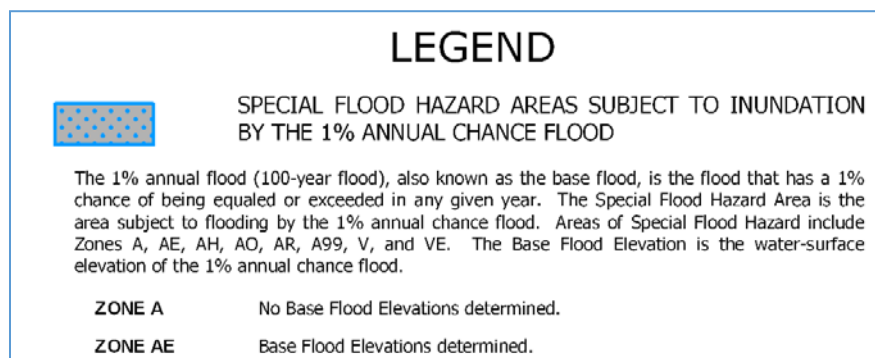 LEGEND
SPECIAL FLOOD HAZARD AREAS SUBJECT TO INUNDATION
BY THE 1% ANNUAL CHANCE FLOOD
The 1% annual flood (100-year flood), also known as the base flood, is the flood that has a 1%
chance of being equaled or exceeded in any given year. The Special Flood Hazard Area is the
area subject to flooding by the 1% annual chance flood. Areas of Special Flood Hazard include
Zones A, AE, AH, AO, AR, A99, V, and VE. The Base Flood Elevation is the water-surface
elevation of the 1% annual chance flood.
ZONE A No Base Flood Elevations determined.
ZONE AE Base Flood Elevations determined.